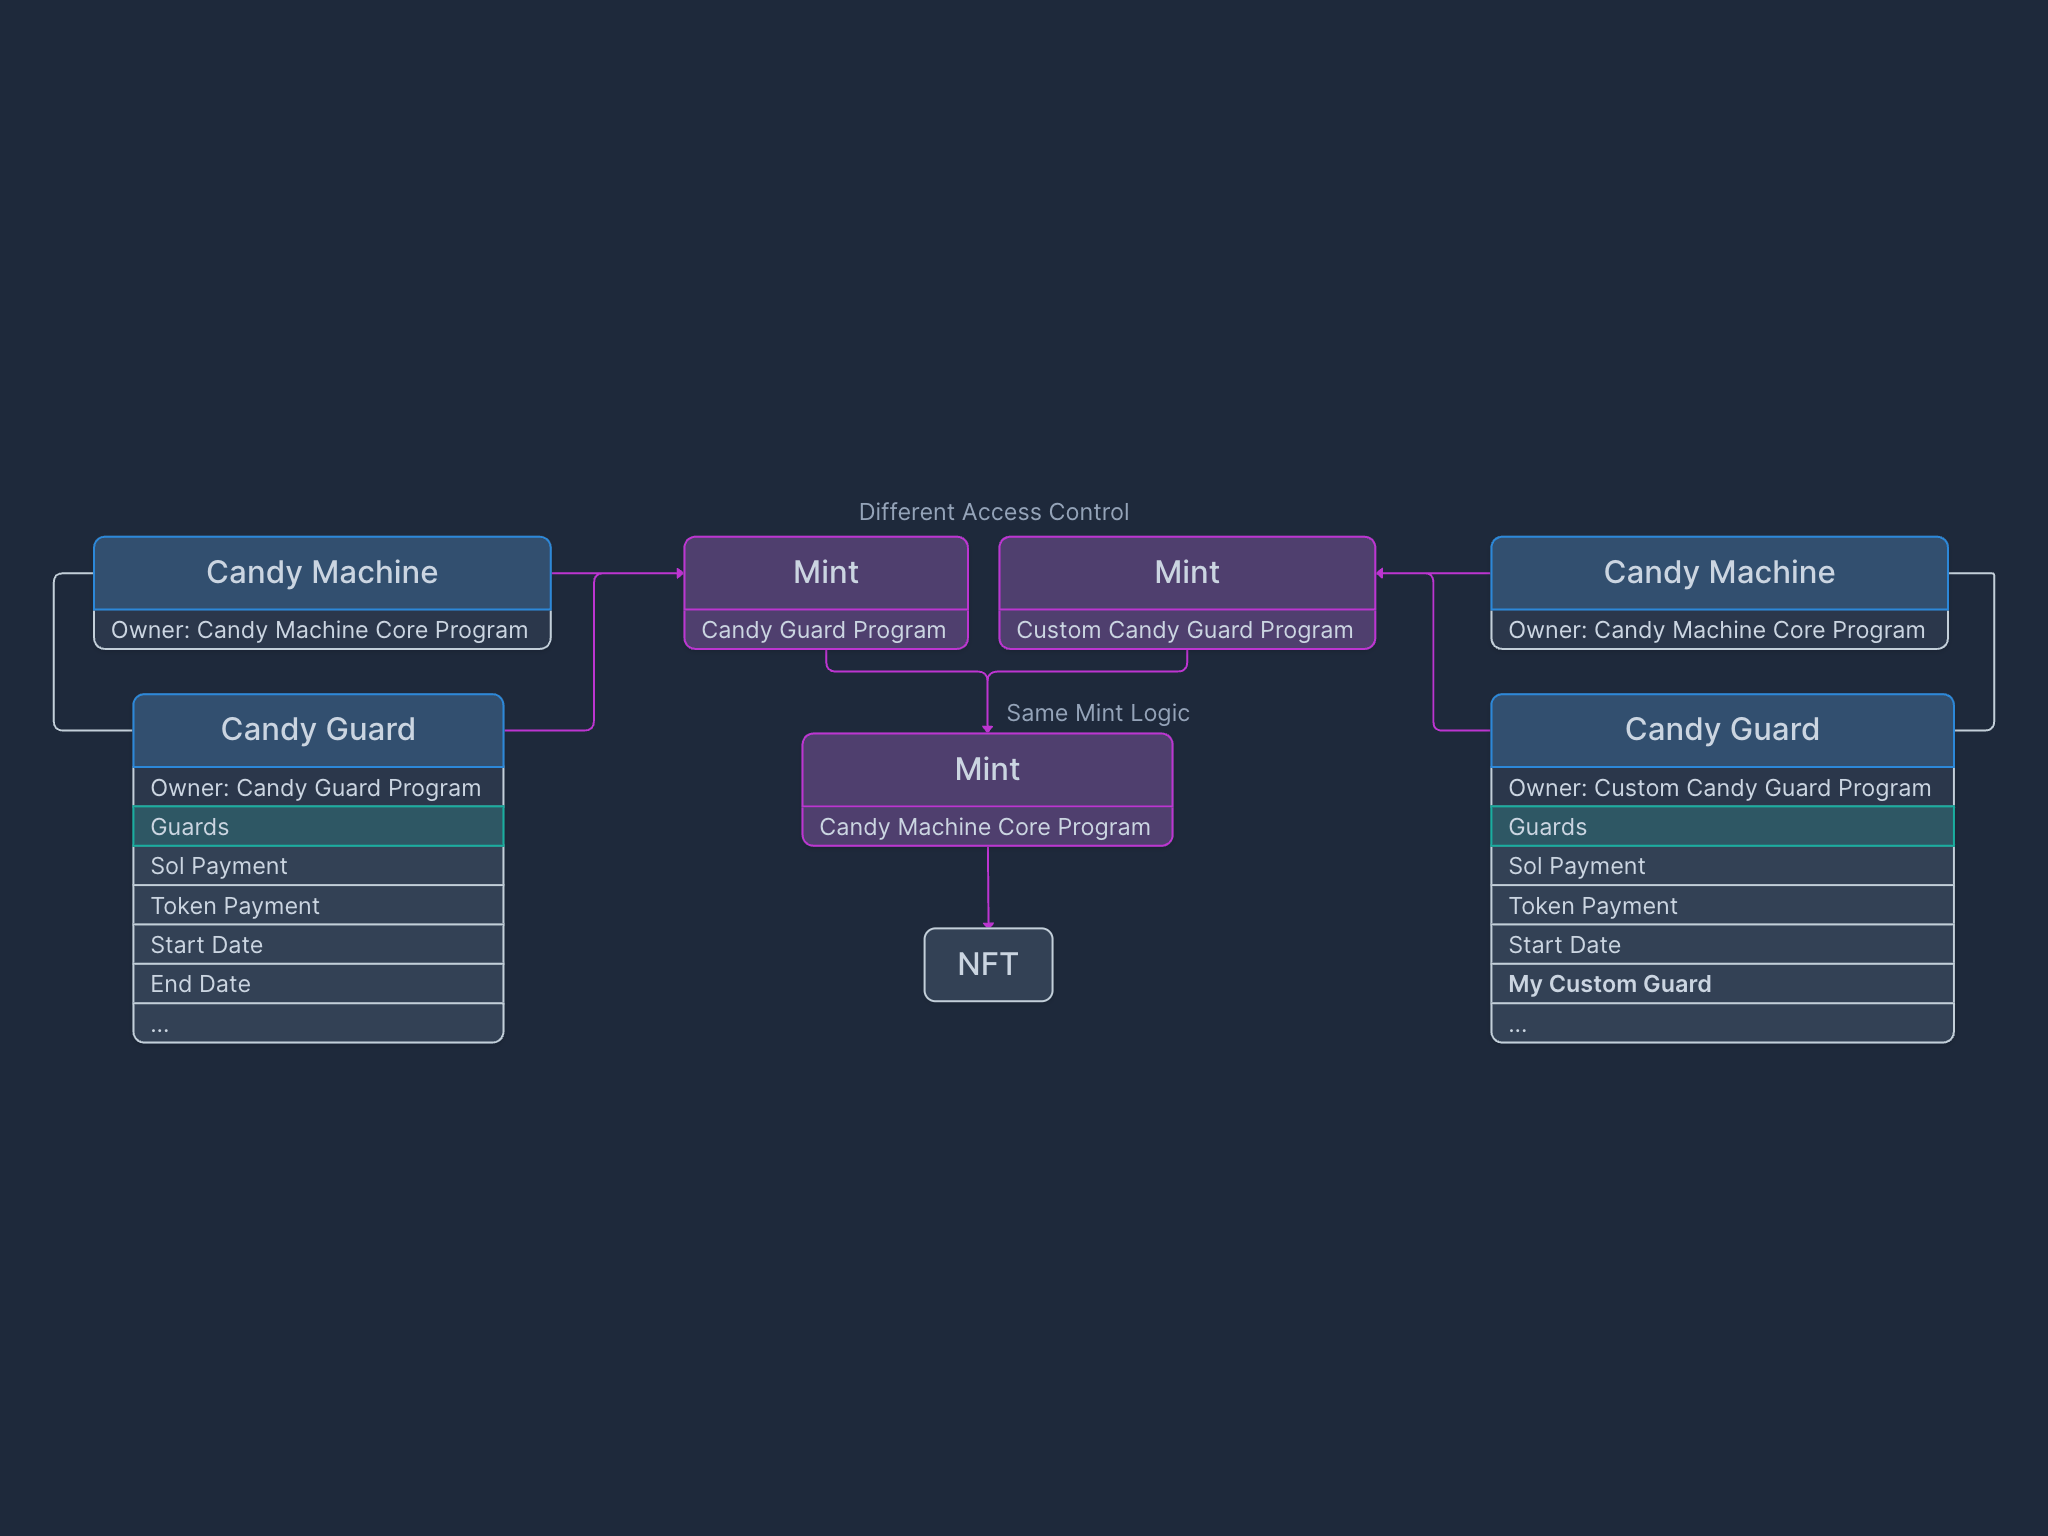 Different Access Control
Candy Machine
Owner: Candy Machine Core Program
Candy Guard
Owner: Candy Guard Program
Guards
Sol Payment
Token Payment
Start Date
End Date
...
Mint
Candy Guard Program
Mint
Custom Candy Guard Program
Same Mint Logic
Mint
Candy Machine Core Program
NFT
Candy Machine
Owner: Candy Machine Core Program
Candy Guard
Owner: Custom Candy Guard Program
Guards
Sol Payment
Token Payment
Start Date
My Custom Guard
...